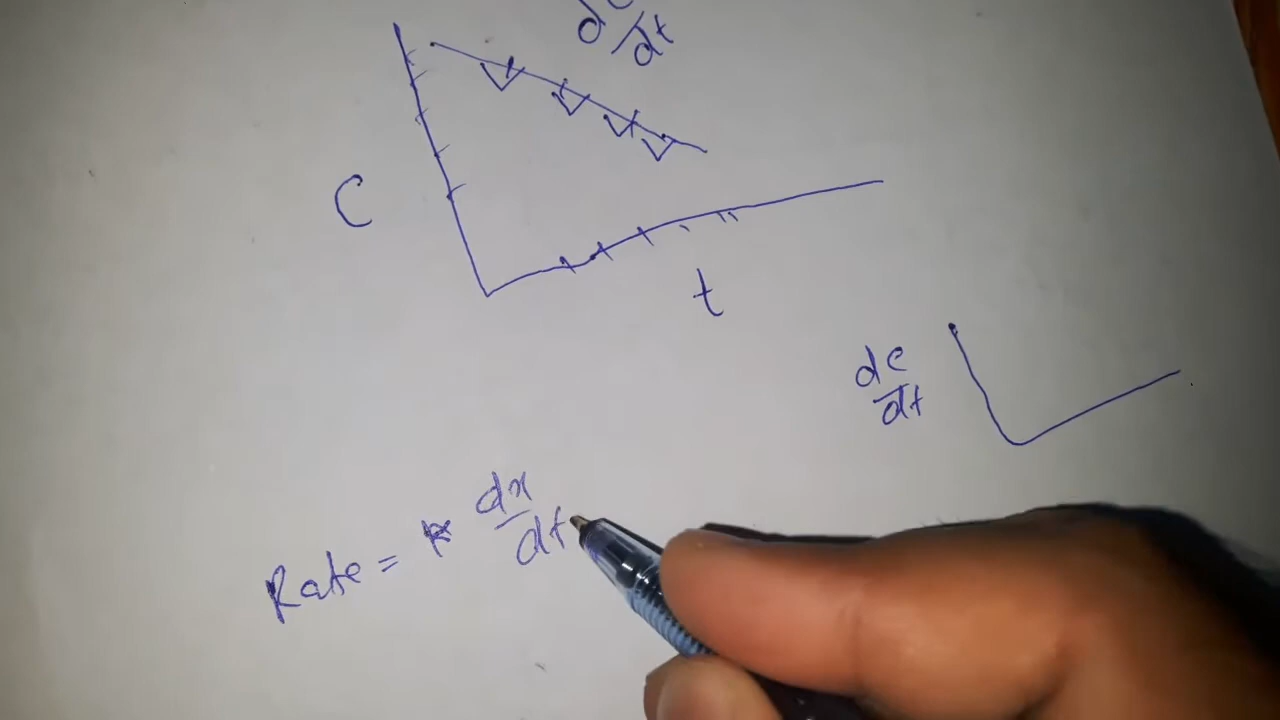 dc
dt
C
t
dc
dt
Rate = k dx
dt